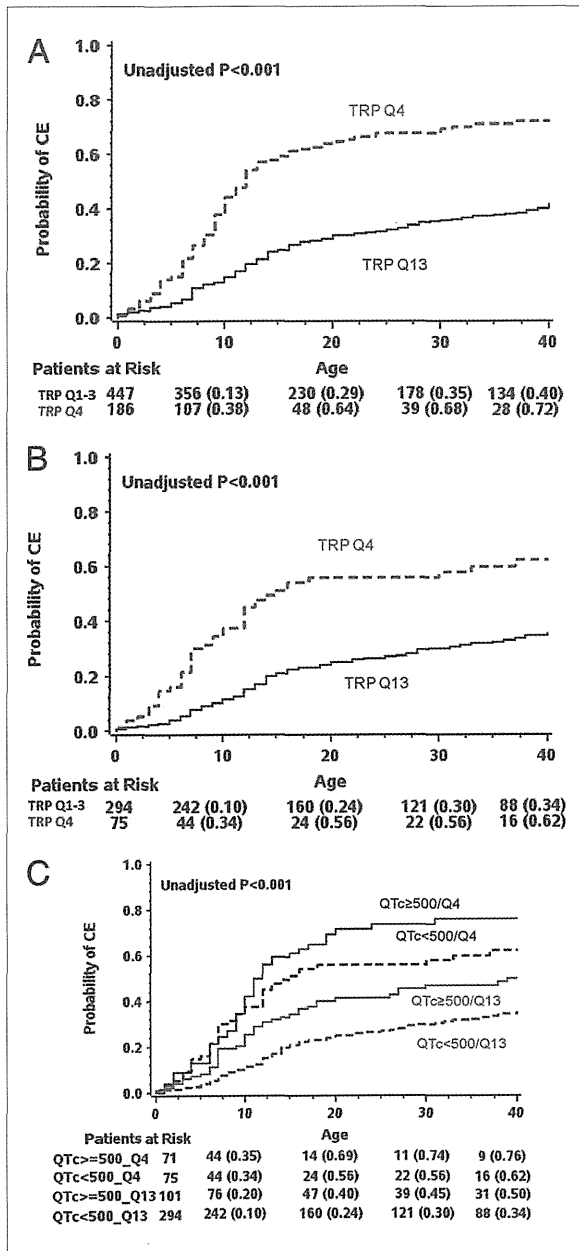 A
Unadjusted P<0.001
TRP Q4
TRP Q13
Probability of CE
1.0
0.8
0.6
0.4
0.2
0.0
0 10 20 30 40
Patients at Risk Age
TRP Q1-3 447 356 (0.13) 230 (0.29) 178 (0.35) 134 (0.40)
TRP Q4 186 107 (0.38) 48 (0.64) 39 (0.68) 28 (0.72)
B
Unadjusted P<0.001
TRP Q4
TRP Q13
Probability of CE
1.0
0.8
0.6
0.4
0.2
0.0
0 10 20 30 40
Patients at Risk Age
TRP Q1-3 294 242 (0.10) 160 (0.24) 121 (0.30) 88 (0.34)
TRP Q4 75 44 (0.34) 24 (0.56) 22 (0.56) 16 (0.62)
C
Unadjusted P<0.001
QTc≥500/Q4
QTc<500/Q4
QTc≥500/Q13
QTc<500/Q13
Probability of CE
1.0
0.8
0.6
0.4
0.2
0.0
0 10 20 30 40
Patients at Risk Age
QTc>=500_Q4 71 44 (0.35) 14 (0.69) 11 (0.74) 9 (0.76)
QTc<500_Q4 75 44 (0.34) 24 (0.56) 22 (0.56) 16 (0.62)
QTc>=500_Q13 101 76 (0.20) 47 (0.40) 39 (0.45) 31 (0.50)
QTc<500_Q13 294 242 (0.10) 160 (0.24) 121 (0.30) 88 (0.34)